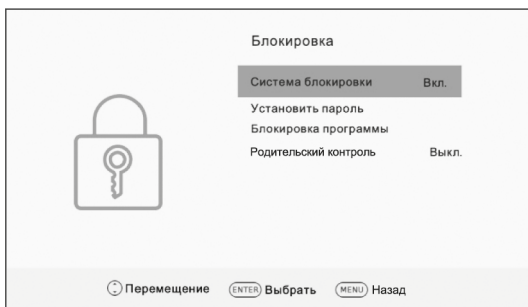 Блокировка
Система блокировки Вкл.
Установить пароль
Блокировка программы
Родительский контроль Выкл.
Перемещение ENTER Выбрать MENU Назад